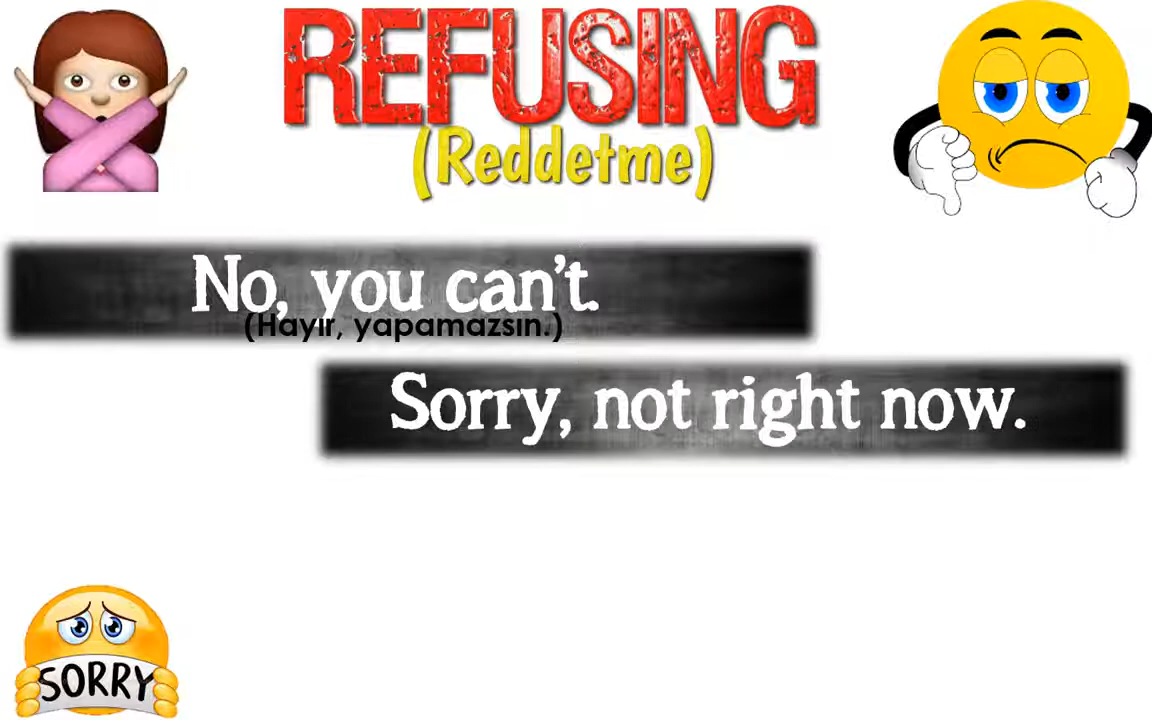 REFUSING
(Reddetme)
No, you can't.
(Hayır, yapamazsın.)
Sorry, not right now.
SORRY